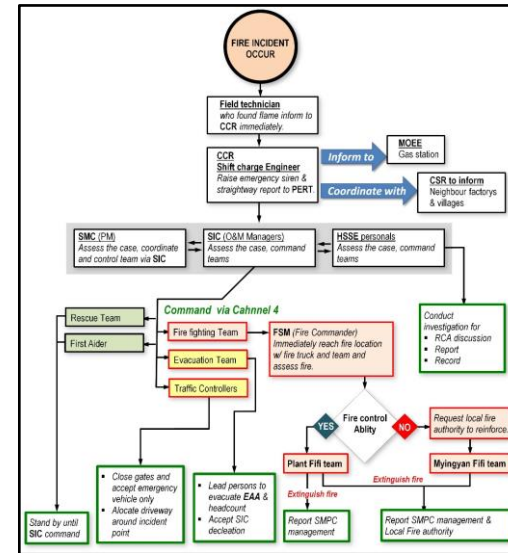 FIRE INCIDENT
OCCUR
Field technician
who found flame inform to
CCR immediately.
CCR
Shift charge Engineer
Raise emergency siren &
straightway report to PERT.
Inform to
MOEE
Gas station
Coordinate with
CSR to inform
Neighbour factorys
& villages
SMC (PM)
Assess the case, coordinate
and control team via SIC
SIC (O&M Managers)
Assess the case, command
teams
HSSE personals
Assess the case, command
teams
Command via Cahnnel 4
Rescue Team
First Aider
Fire fighting Team
Evacuation Team
Traffic Controllers
FSM (Fire Commander)
Immediately reach fire location
w/ fire truck and team and
assess fire.
Conduct
investigation for
▪ RCA discussion
▪ Report
▪ Record
YES
Fire control
Ablity
NO
Request local fire
authority to reinforce.
Plant Fifi team
Myingyan Fifi team
Extinguish fire
Extinguish fire
Stand by until
SIC command
▪ Close gates and
accept emergency
vehicle only
▪ Alocate driveway
around incident
point
▪ Lead persons to
evacuate EAA &
headcount
▪ Accept SIC
decleation
Report SMPC
management
Report SMPC management &
Local Fire authority